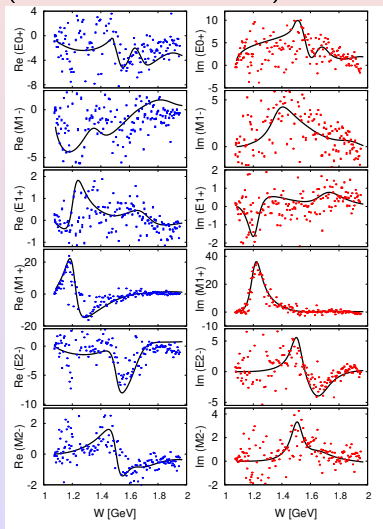 4
0
-4
-8
Re (E0+)
10
5
0
-5
Im (E0+)
0
-5
Re (M1-)
5
0
Im (M1-)
2
1
0
-1
Re (E1+)
1
0
-1
-2
Im (E1+)
20
0
-20
Re (M1+)
40
20
0
-10
Im (M1+)
0
-5
-10
Re (E2-)
5
0
-5
Im (E2-)
2
0
-2
Re (M2-)
4
2
0
-2
Im (M2-)
1 1.2 1.4 1.6 1.8 2
W [GeV]
1 1.2 1.4 1.6 1.8 2
W [GeV]